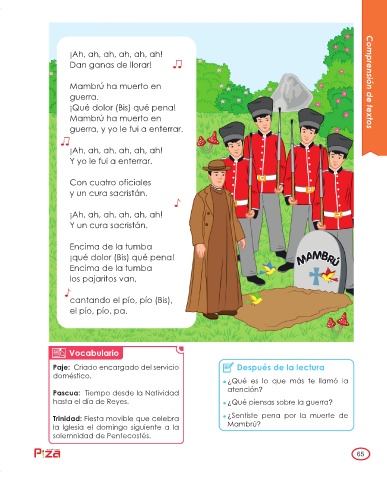 Comprensión de textos
¡Ah, ah, ah, ah, ah, ah!
Dan ganas de llorar!
Mambrú ha muerto en
guerra.
¡Qué dolor (Bis) qué pena!
Mambrú ha muerto en
guerra, y yo le fui a enterrar.
¡Ah, ah, ah, ah, ah, ah!
Y yo le fui a enterrar.
Con cuatro oficiales
y un cura sacristán.
¡Ah, ah, ah, ah, ah, ah!
Y un cura sacristán.
Encima de la tumba
¡qué dolor (Bis) qué pena!
Encima de la tumba
los pajaritos van,
cantando el pío, pío (Bis),
el pío, pío, pa.
MAMBRÚ
Vocabulario
Paje: Criado encargado del servicio
doméstico.
Pascua: Tiempo desde la Natividad
hasta el día de Reyes.
Trinidad: Fiesta movible que celebra
la Iglesia el domingo siguiente a la
solemnidad de Pentecostés.
Después de la lectura
¿Qué es lo que más te llamó la
atención?
¿Qué piensas sobre la guerra?
¿Sentiste pena por la muerte de
Mambrú?
65